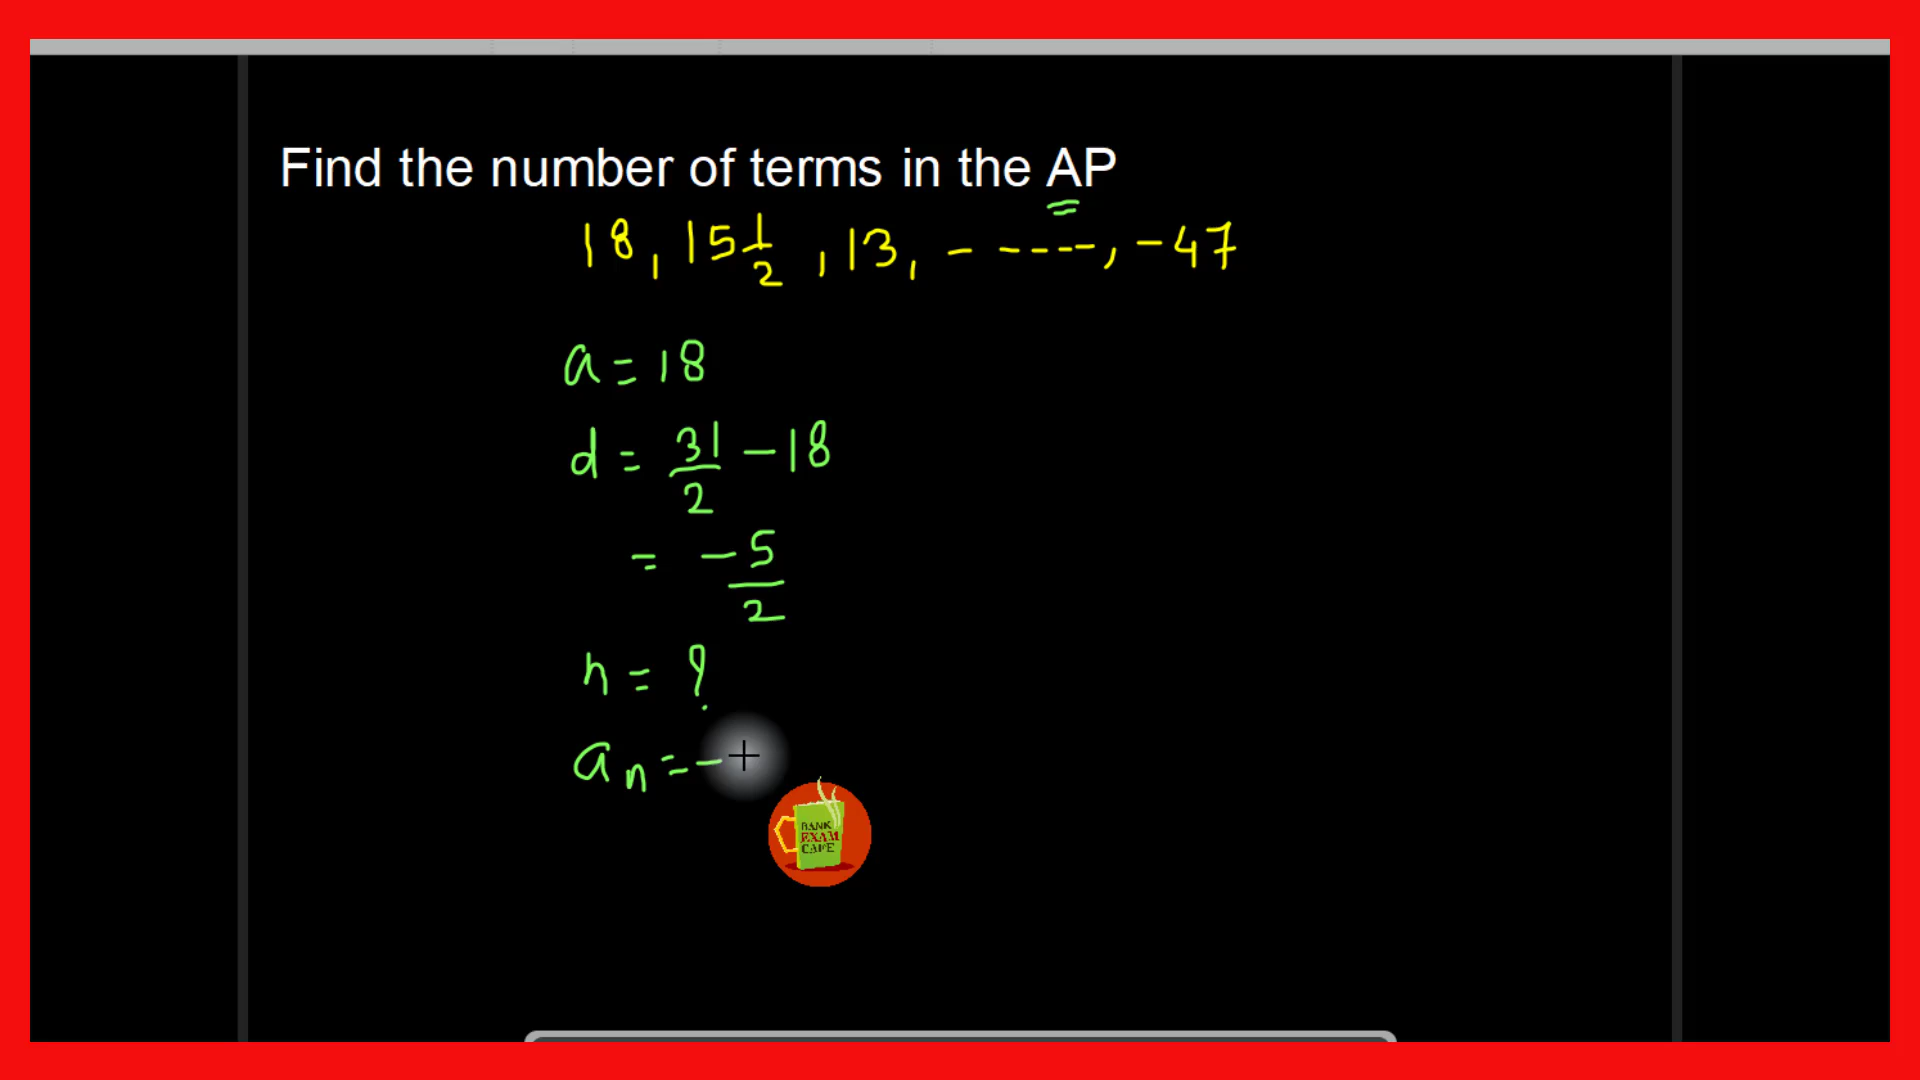 Find the number of terms in the AP
18, 15 1/2, 13, - ----, -47
a = 18
d = 31/2 - 18
= -5/2
n = ?
an = -
BANK
EXAM
CAFE